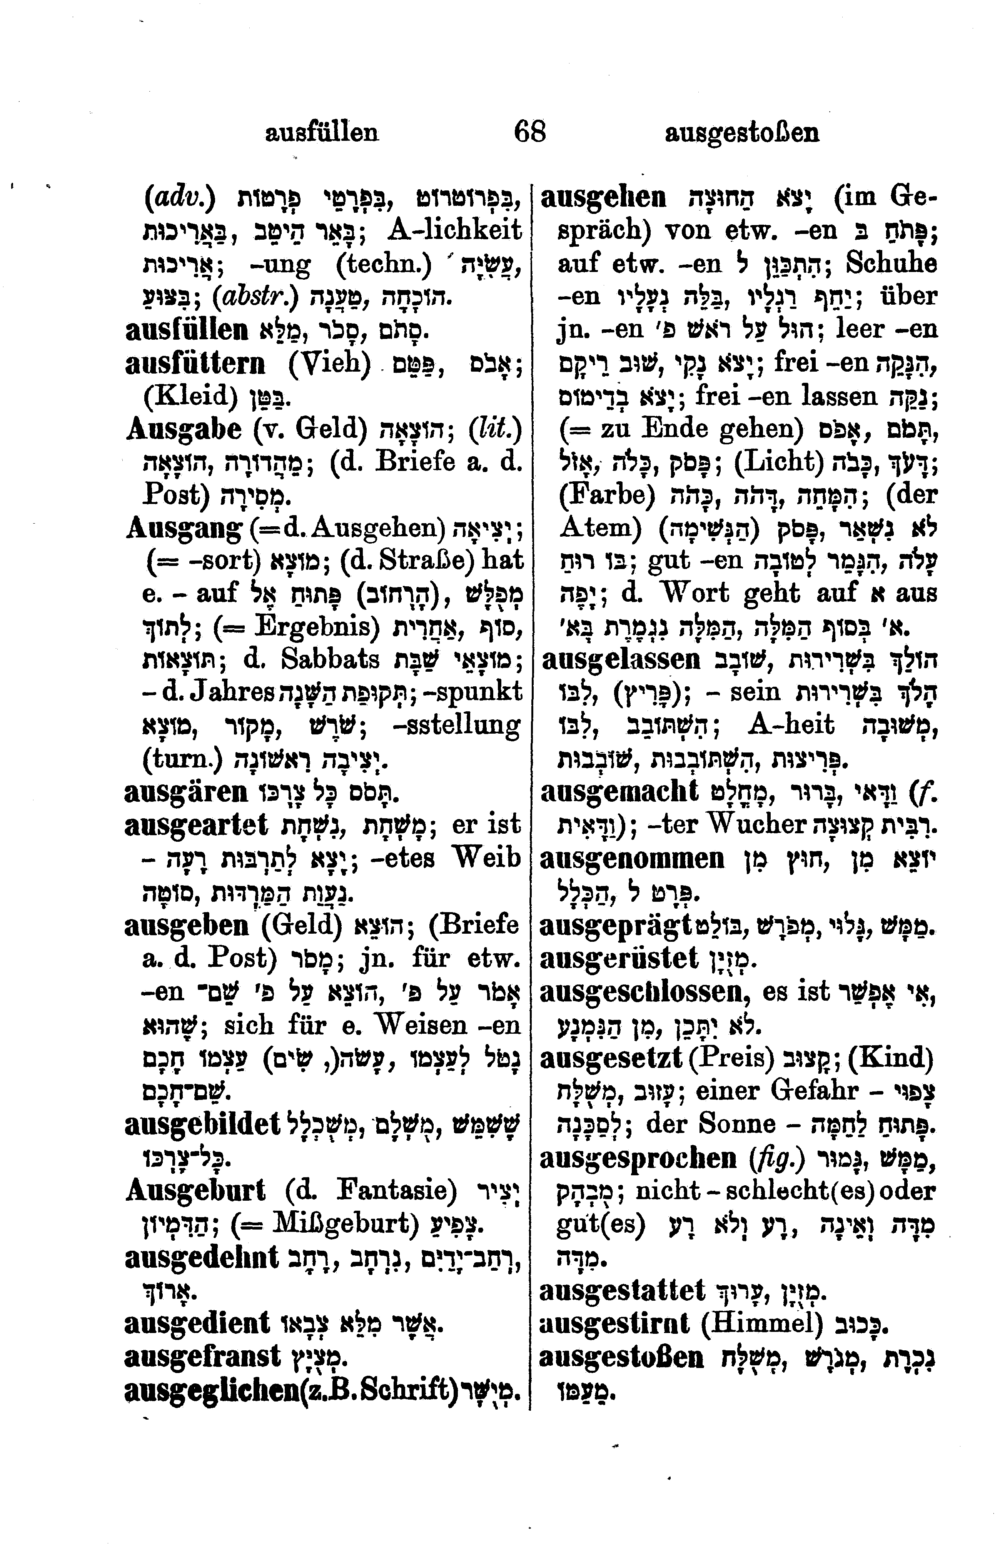 ausfüllen 68 ausgestoßen
(adv.) בִּפְרוֹטְרוֹט, בִּפְרָטֵי פְרָטוּת,
בַּאֲרִיכוּת, בָּאֵר הֵיטֵב; A-lichkeit
אֲרִיכוּת; -ung (techn.) עֲשִׂיָּה,
בִּצּוּעַ; (abstr.) הוֹכָחָה, טַעֲנָה.
ausfüllen מַלֵּא, סָכֹר, סָתֹם.
ausfüttern (Vieh) פַּטֵּם, אָבֹם;
(Kleid) בַּטֵּן.
Ausgabe (v. Geld) הוֹצָאָה; (lit.)
הוֹצָאָה, מַהֲדוּרָה; (d. Briefe a. d.
Post) מְסִירָה.
Ausgang (= d. Ausgehen) יְצִיאָה;
(= -sort) מוֹצָא; (d. Straße) hat
e. – auf מְפֻלָּשׁ, (הָרְחוֹב) פָּתוּחַ אֶל
לְתוֹךְ; (= Ergebnis) סוֹף, אַחֲרִית,
תּוֹצָאוֹת; d. Sabbats מוֹצָאֵי שַׁבָּת;
– d. Jahres תְּקוּפַת הַשָּׁנָה; -spunkt
מוֹצָא, מָקוֹר, שֹׁרֶשׁ; -sstellung
(turn.) יְצִיבָה רִאשׁוֹנָה.
ausgären תָּסֹם כָּל צָרְכּוֹ.
ausgeartet נִשְׁחָת, מָשְׁחָת; er ist
– יָצָא לְתַרְבּוּת רָעָה; -etes Weib
נַעֲוַת הַמַּרְדּוּת, סוֹטָה.
ausgeben (Geld) הוֹצֵא; (Briefe
a. d. Post) מָסֹר; jn. für etw.
-en אָמֹר עַל פ', הוֹצֵא עַל פ' שֵׁם־
שֶׁהוּא; sich für e. Weisen -en
נָטֹל לְעַצְמוֹ, עָשֹׂה, (שִׂים) עַצְמוֹ חָכָם
שֵׁם־חָכָם.
ausgebildet מְשֻׁכְלָל, מֻשְׁלָם, שֶׁשִּׁמֵּשׁ
כָּל־צָרְכּוֹ.
Ausgeburt (d. Fantasie) יְצִיר
הַדִּמְיוֹן; (= Mißgeburt) צָפִיעַ.
ausgedehnt רָחָב, נִרְחָב, רְחַב־יָדַיִם,
אָרוֹךְ.
ausgedient אֲשֶׁר מִלֵּא צְבָאוֹ.
ausgefranst מְצֻיָּץ.
ausgeglichen (z. B. Schrift) מְיֻשָּׁר.
ausgehen יָצֹא הַחוּצָה (im Ge-
spräch) von etw. -en פָּתֹחַ בּ;
auf etw. -en הִתְכַּוֵּן ל; Schuhe
-en יַחֵף רַגְלָיו, בַּלֵּה נְעָלָיו; über
jn. -en הוּל עַל רֹאשׁ פ'; leer -en
יָצֹא נָקִי, שׁוּב רֵיקָם; frei -en הִנָּקֵה,
יָצֹא בְדִימוֹס; frei -en lassen נַקֵּה;
(= zu Ende gehen) אָפֹס, תָּמֹם,
אָזוֹל, כָּלֹה, פָּסֹק; (Licht) כָּבֹה, דָּעֹךְ;
(Farbe) כָּהֹה, דָּהֹה, הִמָּחֵה; (der
Atem) (הַנְּשִׁימָה) פָּסֹק, לֹא נִשְׁאַר
בּוֹ רוּחַ; gut -en עָלֹה, הִגָּמֵר לְטוֹבָה
יָפֶה; d. Wort geht auf א aus
הַמִּלָּה נִגְמֶרֶת בְּא', בְּסוֹף הַמִּלָּה א'.
ausgelassen שׁוֹבָב, הוֹלֵךְ בִּשְׁרִירוּת
לִבּוֹ, (פָּרִיץ); – sein הָלֹךְ בִּשְׁרִירוּת
לִבּוֹ, הִשְׁתּוֹבֵב; A-heit מְשׁוּבָה,
פְּרִיצוּת, הִשְׁתּוֹבְבוּת, שׁוֹבְבוּת.
ausgemacht מֻחְלָט, בָּרוּר, וַדָּאִי (f.
וַדָּאִית); -ter Wucher רִבִּית קְצוּצָה.
ausgenommen חוּץ מִן, יוֹצֵא מִן
הַכְּלָל, פְּרָט ל.
ausgeprägt בּוֹלֵט, מְפֹרָשׁ, גָּלוּי, מַמָּשׁ.
ausgerüstet מְזֻיָּן.
ausgeschlossen, es ist אִי אֶפְשָׁר,
לֹא יִתָּכֵן, מִן הַנִּמְנָע.
ausgesetzt (Preis) קָצוּב; (Kind)
עָזוּב, מְשֻׁלָּח; einer Gefahr – צָפוּי
לְסַכָּנָה; der Sonne – פָּתוּחַ לַחַמָּה.
ausgesprochen (fig.) גָּמוּר, מַמָּשׁ,
מֻבְהָק; nicht – schlecht(es) oder
gut(es) לֹא רַע וְלֹא, רַע וְאֵינָה מִדָּה
מִדָּה.
ausgestattet עָרוּךְ, מְזֻיָּן.
ausgestirnt (Himmel) כָּכוּב.
ausgestoßen מְשֻׁלָּח, מְגֹרָשׁ, נִכְרָת
מֵעַמּוֹ.